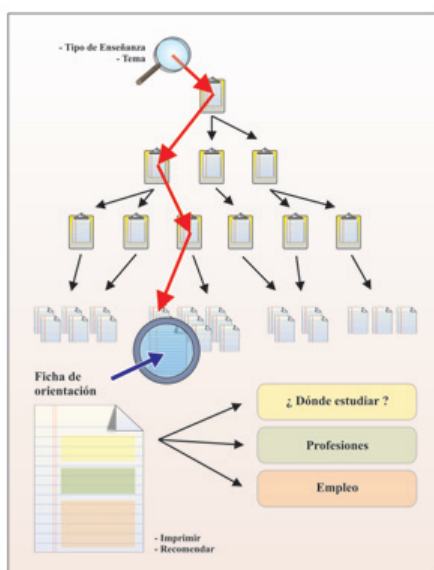 - Tipo de Enseñanza
- Tema
Ficha de
orientación
¿ Dónde estudiar ?
Profesiones
Empleo
- Imprimir
- Recomendar